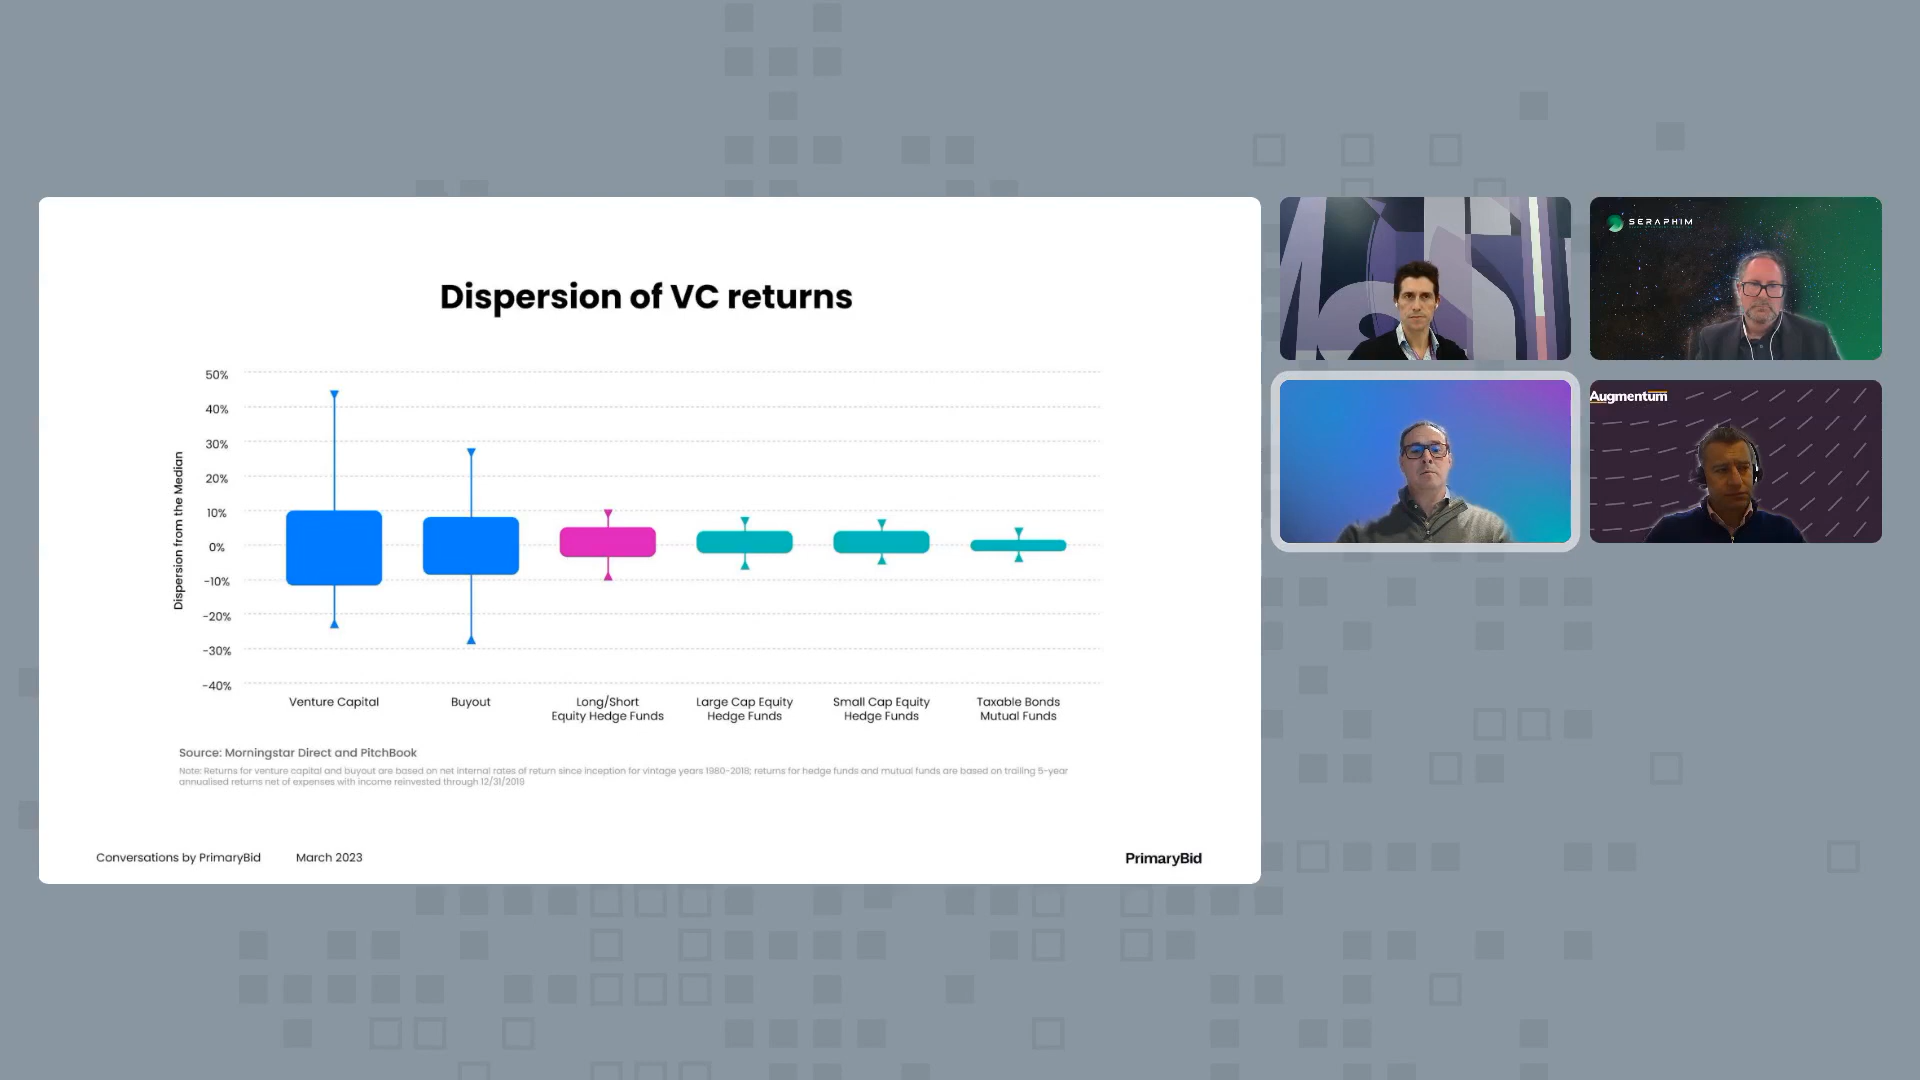 Dispersion of VC returns
Dispersion from the Median
50%
40%
30%
20%
10%
0%
-10%
-20%
-30%
-40%
Venture Capital
Buyout
Long/Short
Equity Hedge Funds
Large Cap Equity
Hedge Funds
Small Cap Equity
Hedge Funds
Taxable Bonds
Mutual Funds
Source: Morningstar Direct and PitchBook
Note: Returns for venture capital and buyout are based on net internal rates of return since inception for vintage years 1980-2018; returns for hedge funds and mutual funds are based on trailing 5-year
annualised returns net of expenses with income reinvested through 12/31/2019
Conversations by PrimaryBid
March 2023
PrimaryBid
SERAPHIM
Augmentum